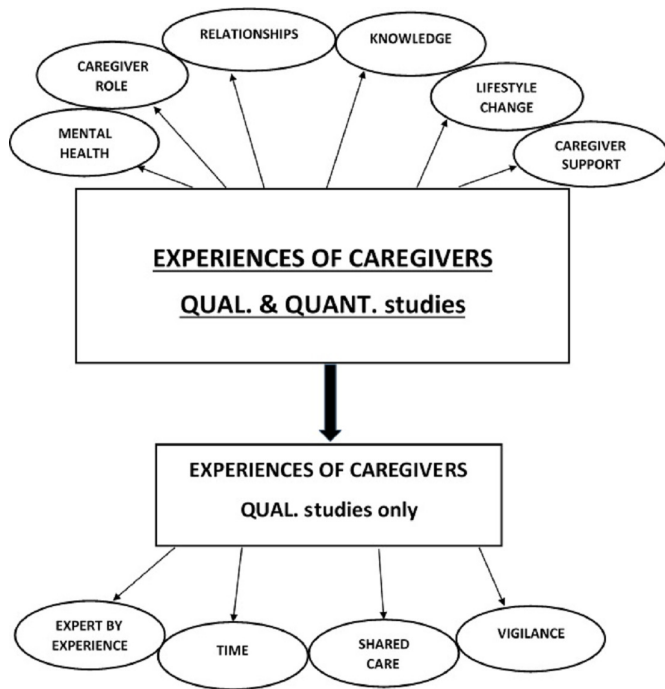 RELATIONSHIPS
KNOWLEDGE
CAREGIVER
ROLE
LIFESTYLE
CHANGE
MENTAL
HEALTH
CAREGIVER
SUPPORT
EXPERIENCES OF CAREGIVERS
QUAL. & QUANT. studies
EXPERIENCES OF CAREGIVERS
QUAL. studies only
EXPERT BY
EXPERIENCE
TIME
SHARED
CARE
VIGILANCE